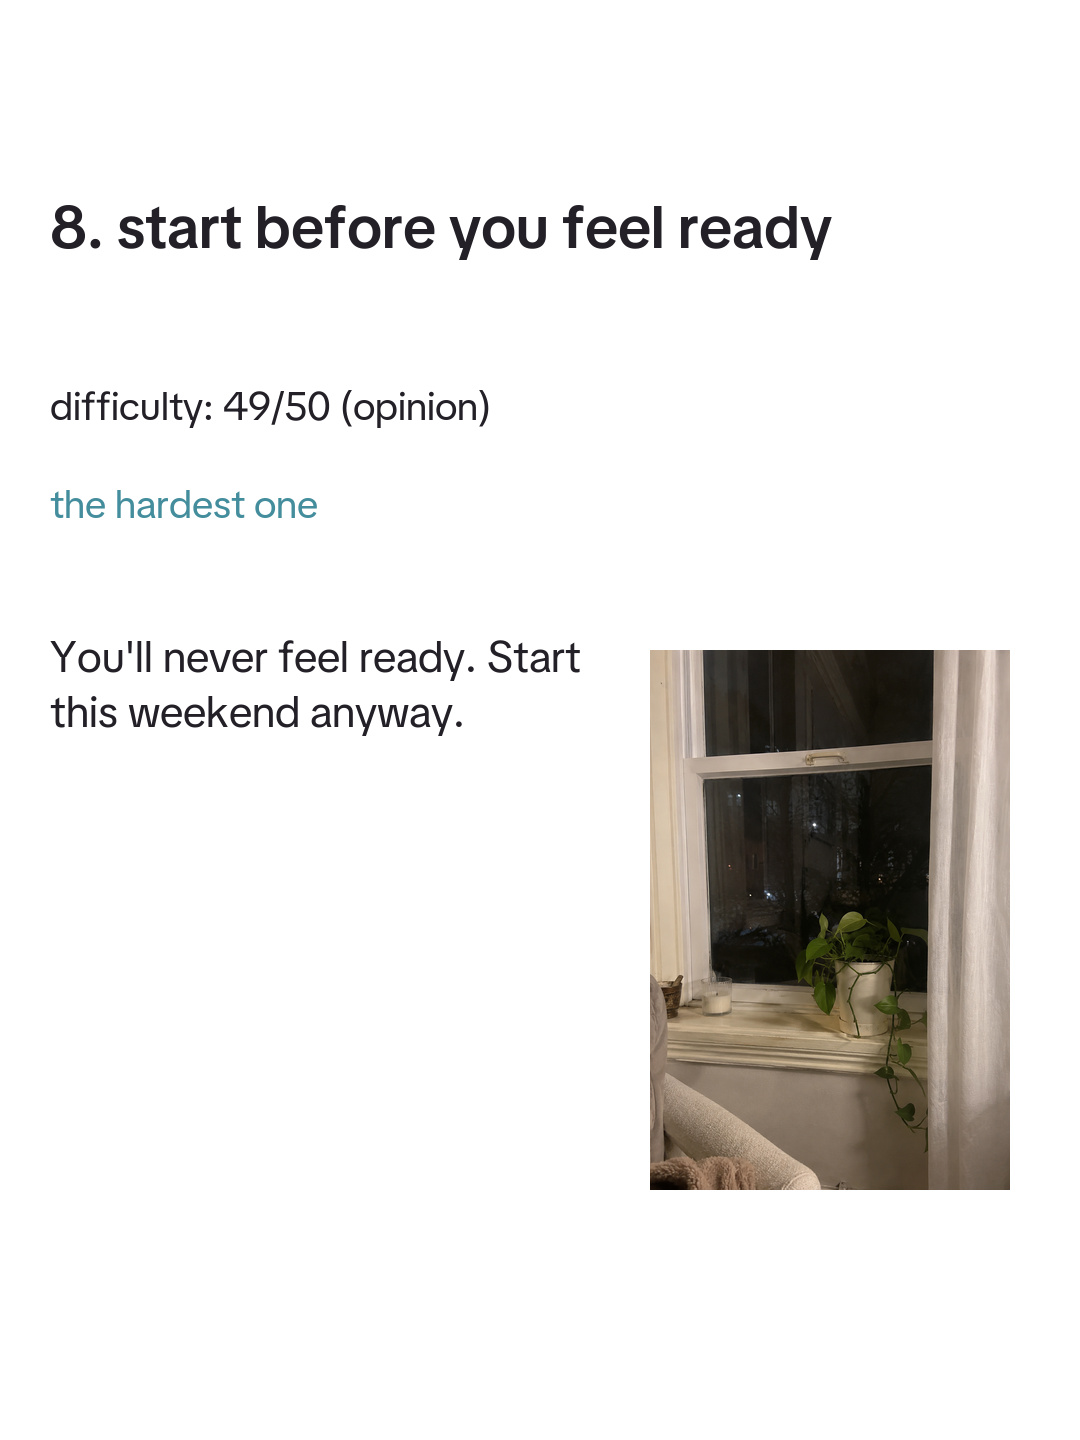 8. start before you feel ready
difficulty: 49/50 (opinion)
the hardest one
You'll never feel ready. Start
this weekend anyway.